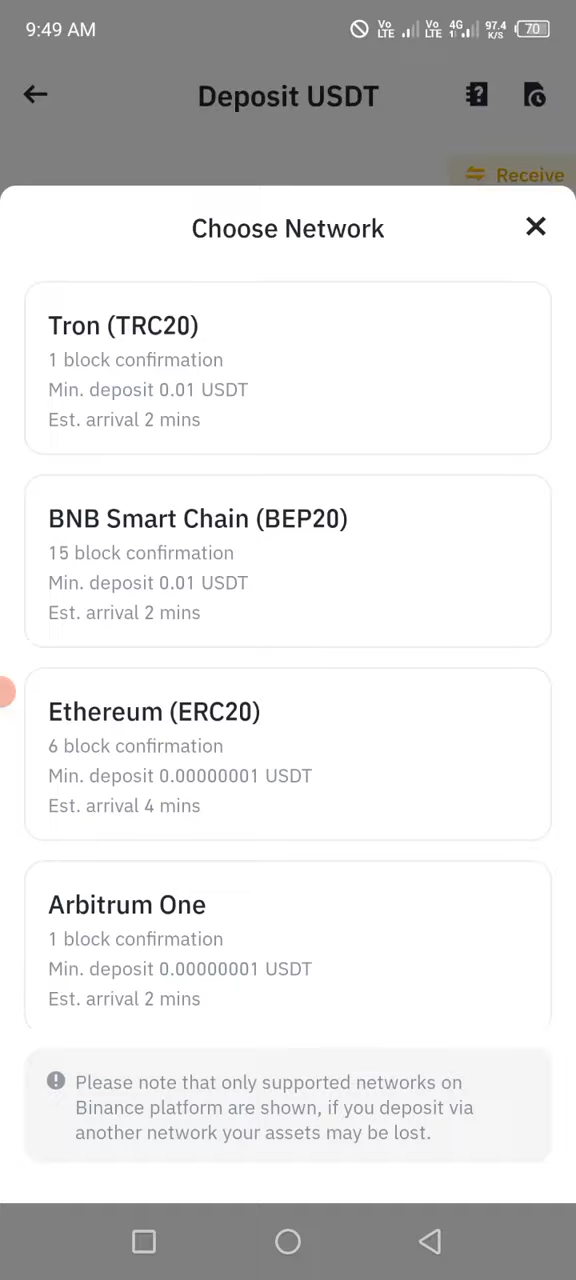 9:49 AM
Vo LTE Vo LTE 4G 97.4 K/S 70
Deposit USDT
Receive
Choose Network
Tron (TRC20)
1 block confirmation
Min. deposit 0.01 USDT
Est. arrival 2 mins
BNB Smart Chain (BEP20)
15 block confirmation
Min. deposit 0.01 USDT
Est. arrival 2 mins
Ethereum (ERC20)
6 block confirmation
Min. deposit 0.00000001 USDT
Est. arrival 4 mins
Arbitrum One
1 block confirmation
Min. deposit 0.00000001 USDT
Est. arrival 2 mins
Please note that only supported networks on
Binance platform are shown, if you deposit via
another network your assets may be lost.